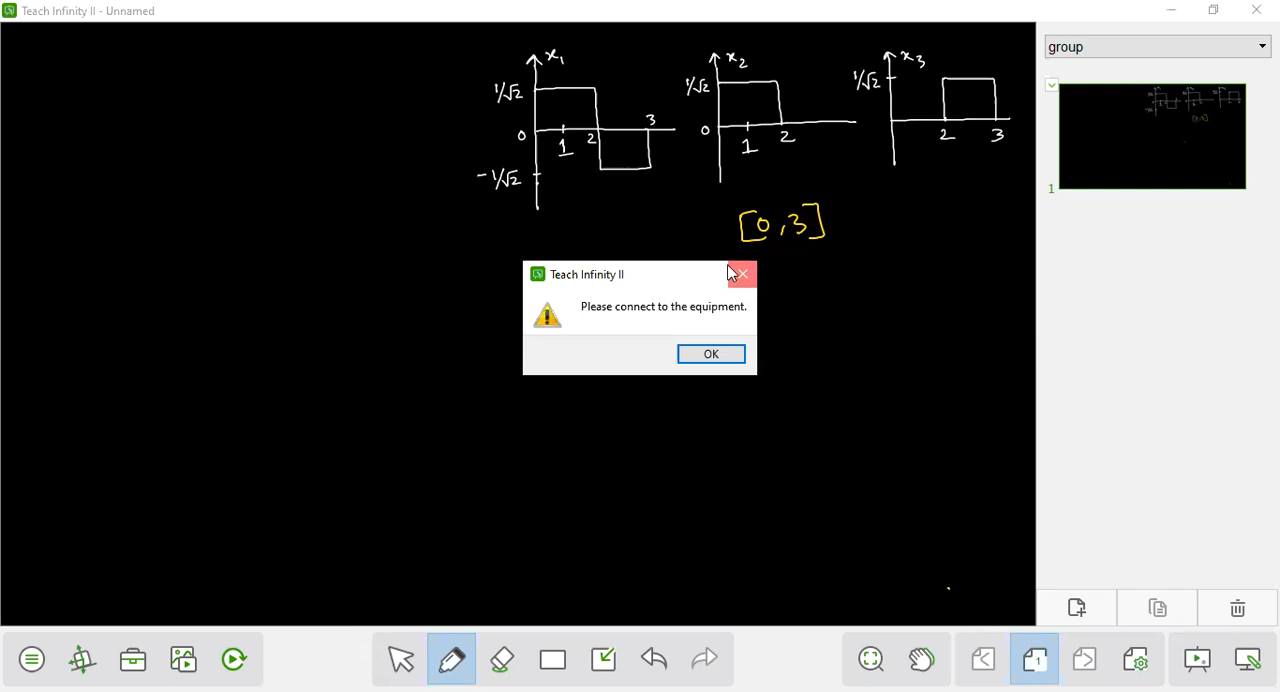 Teach Infinity II - Unnamed
group
x₁
1/√2
0
1
2
3
-1/√2
x₂
1/√2
0
1
2
x₃
1/√2
2
3
[0,3]
Teach Infinity II
Please connect to the equipment.
OK
1
1